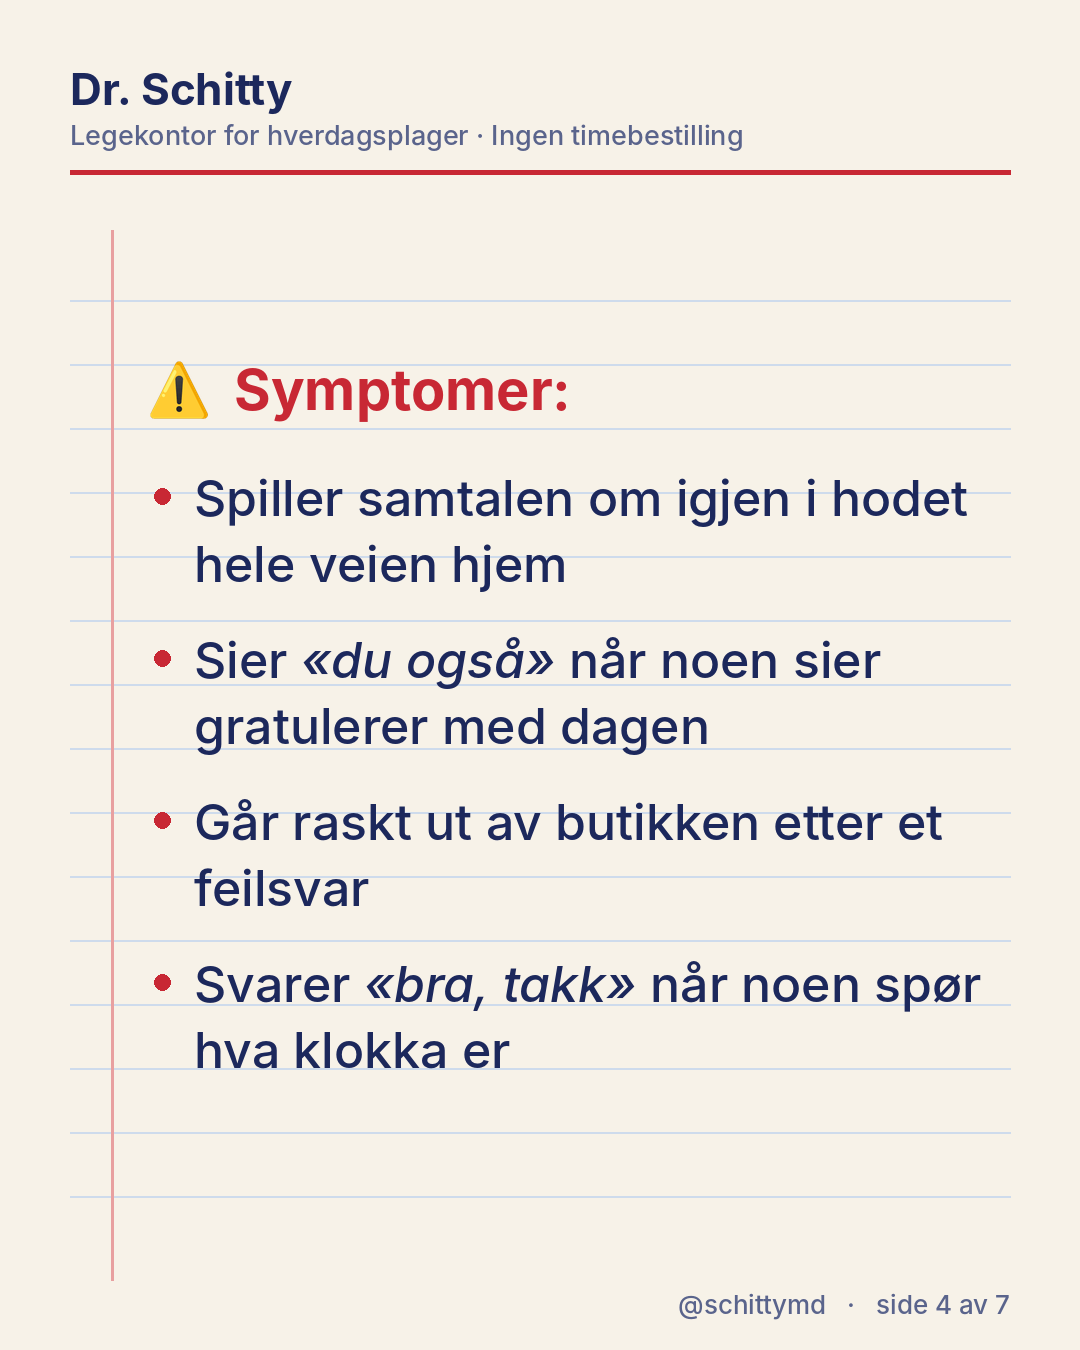 Dr. Schitty
Legekontor for hverdagsplager · Ingen timebestilling
⚠️ Symptomer:
• Spiller samtalen om igjen i hodet
hele veien hjem
• Sier «du også» når noen sier
gratulerer med dagen
• Går raskt ut av butikken etter et
feilsvar
• Svarer «bra, takk» når noen spør
hva klokka er
@schittymd · side 4 av 7